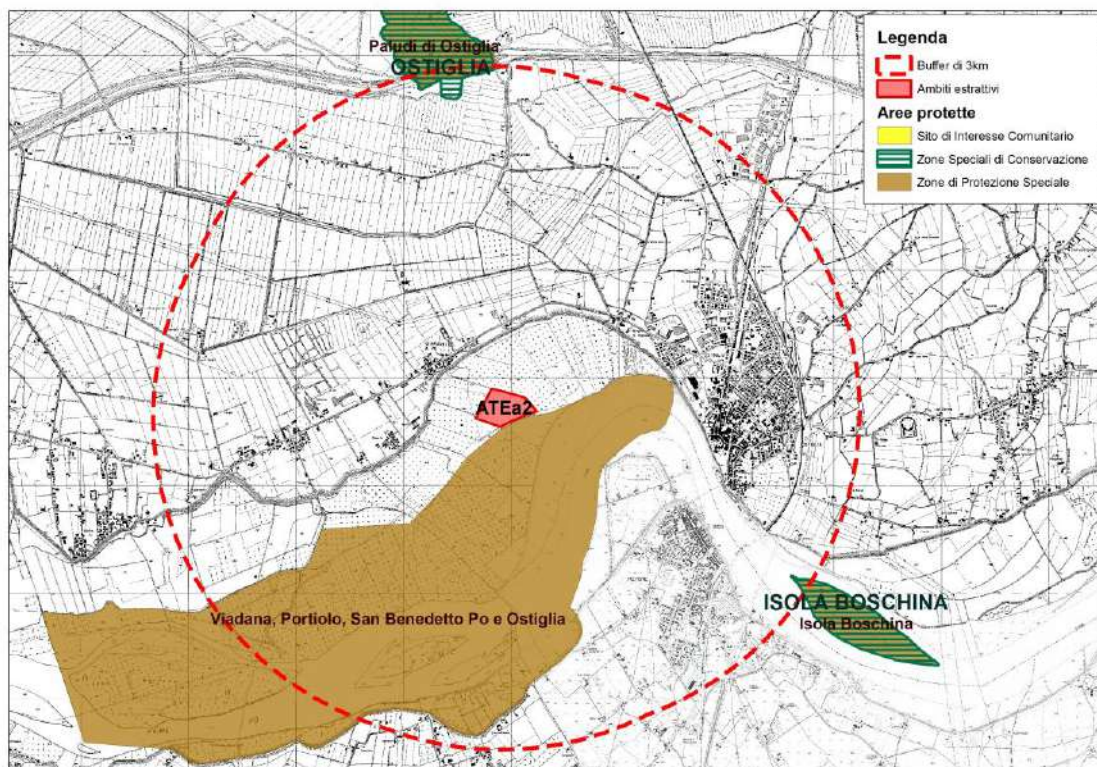 Paludi di Ostiglia
OSTIGLIA
Legenda
Buffer di 3km
Ambiti estrattivi
Aree protette
Sito di Interesse Comunitario
Zone Speciali di Conservazione
Zone di Protezione Speciale
ATEa2
Viadana, Portiolo, San Benedetto Po e Ostiglia
ISOLA BOSCHINA
Isola Boschina